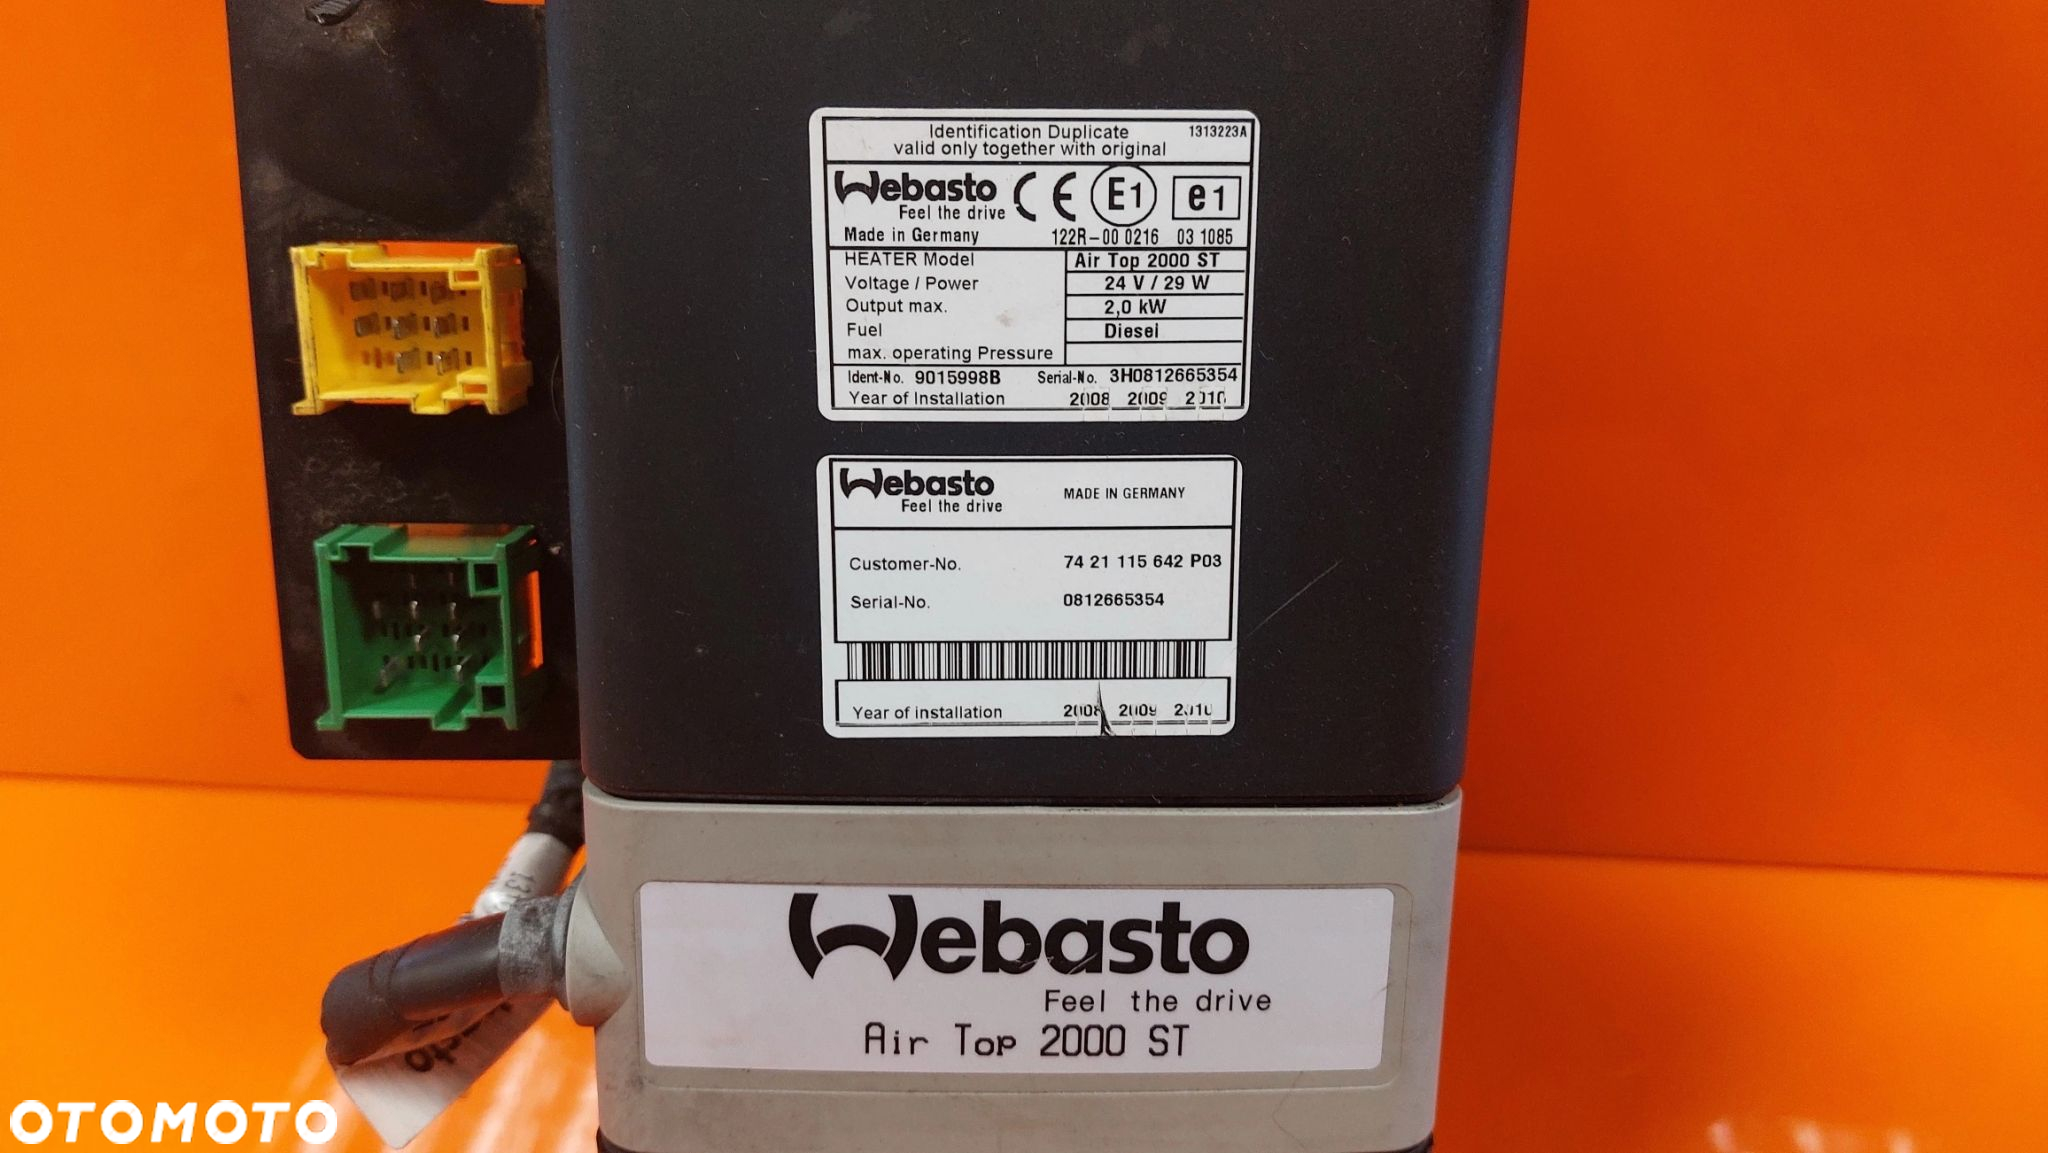 Identification Duplicate 1313223A
valid only together with original
Webasto CE E1 e1
Feel the drive
Made in Germany 122R-00 0216 03 1085
HEATER Model Air Top 2000 ST
Voltage / Power 24 V / 29 W
Output max. 2,0 kW
Fuel Diesel
max. operating Pressure
Ident-No. 9015998B Serial-No. 3H0812665354
Year of Installation 2008 2009 2010
Webasto MADE IN GERMANY
Feel the drive
Customer-No. 74 21 115 642 P03
Serial-No. 0812665354
Year of installation 2008 2009 2010
Webasto
Feel the drive
Air Top 2000 ST
OTOMOTO